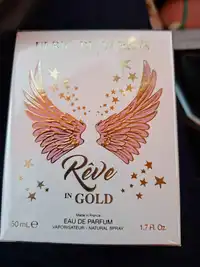 Rêve
IN
GOLD
Made in France
EAU DE PARFUM
VAPORISATEUR - NATURAL SPRAY
50 mL ℮
1.7 Fl. Oz.